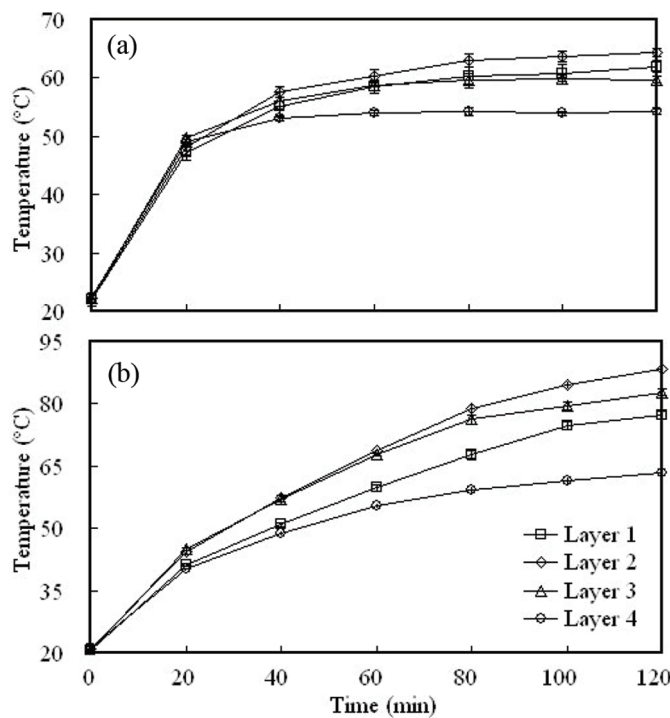 (a)
Temperature (°C)
70
60
50
40
30
20
(b)
Temperature (°C)
95
80
65
50
35
20
Layer 1
Layer 2
Layer 3
Layer 4
0 20 40 60 80 100 120
Time (min)